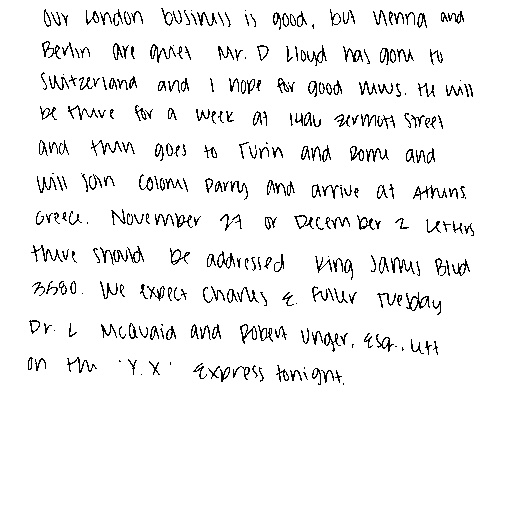 Our London business is good, but Vienna and
Berlin are quiet. Mr. D Lloyd has gone to
Switzerland and I hope for good news. He will
be there for a week at 1496 Zermott Street
and then goes to Turin and Rome and
will join Colonel Parry and arrive at Athens.
Greece. November 27 or December 2. Letters
there should be addressed King James Blvd
3580. We expect Charles E. Fuller Tuesday
Dr. L McQuaid and Robert Unger, Esq., left
on the "Y.X" Express tonight.